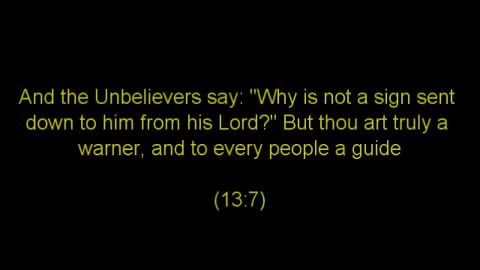 And the Unbelievers say: "Why is not a sign sent
down to him from his Lord?" But thou art truly a
warner, and to every people a guide
(13:7)